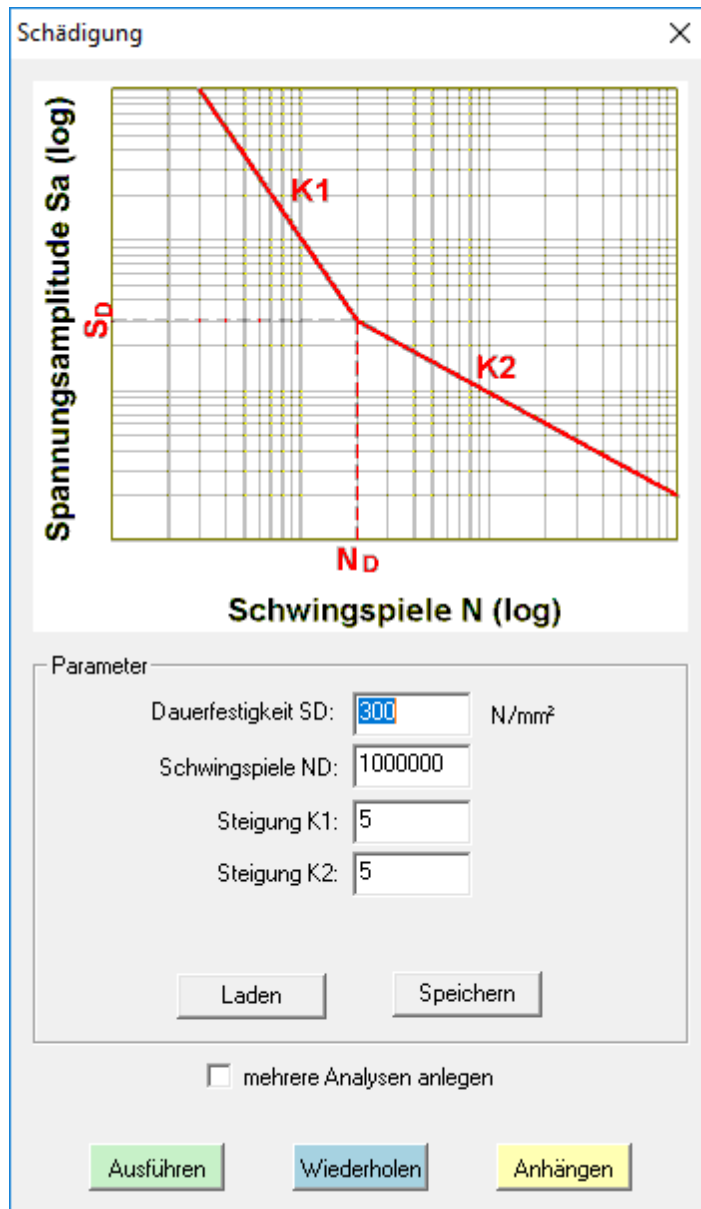 Schädigung
Spannungsamplitude Sa (log)
K1
SD
K2
ND
Schwingspiele N (log)
Parameter
Dauerfestigkeit SD: 300 N/mm²
Schwingspiele ND: 1000000
Steigung K1: 5
Steigung K2: 5
Laden Speichern
mehrere Analysen anlegen
Ausführen Wiederholen Anhängen